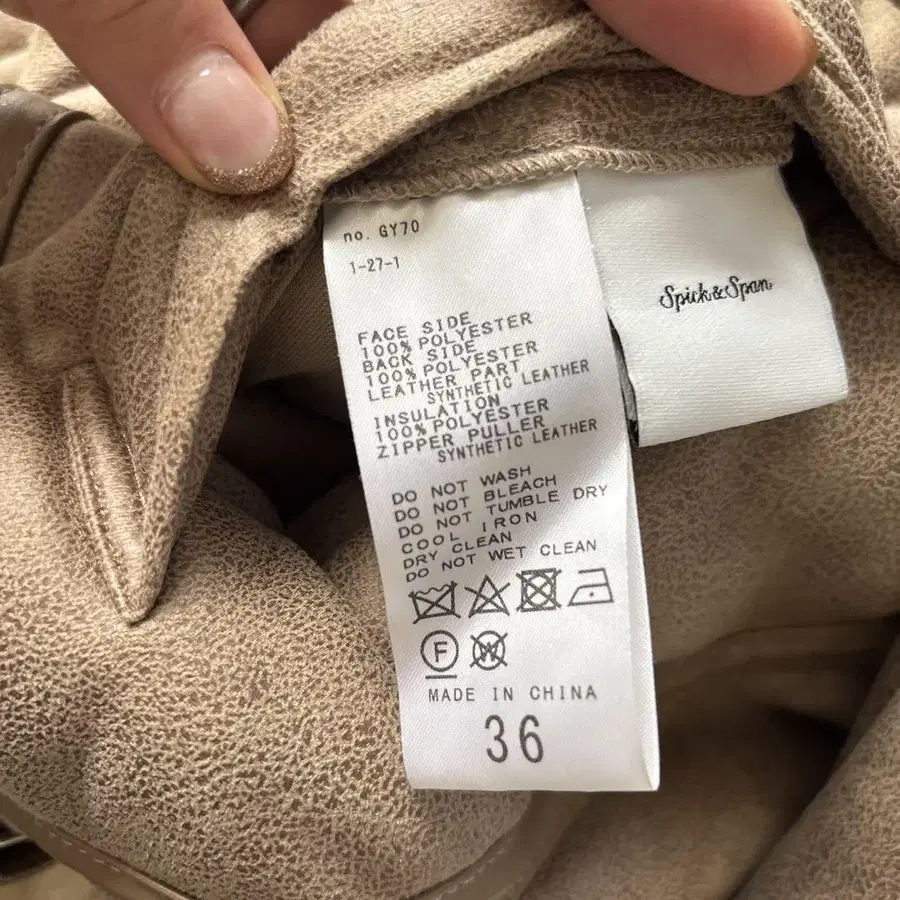 no. GY70
1-27-1
FACE SIDE
100% POLYESTER
BACK SIDE
100% POLYESTER
LEATHER PART
SYNTHETIC LEATHER
INSULATION
100% POLYESTER
ZIPPER PULLER
SYNTHETIC LEATHER
DO NOT WASH
DO NOT BLEACH
DO NOT TUMBLE DRY
COOL IRON
DRY CLEAN
DO NOT WET CLEAN
F W
MADE IN CHINA
36
Spick&Span